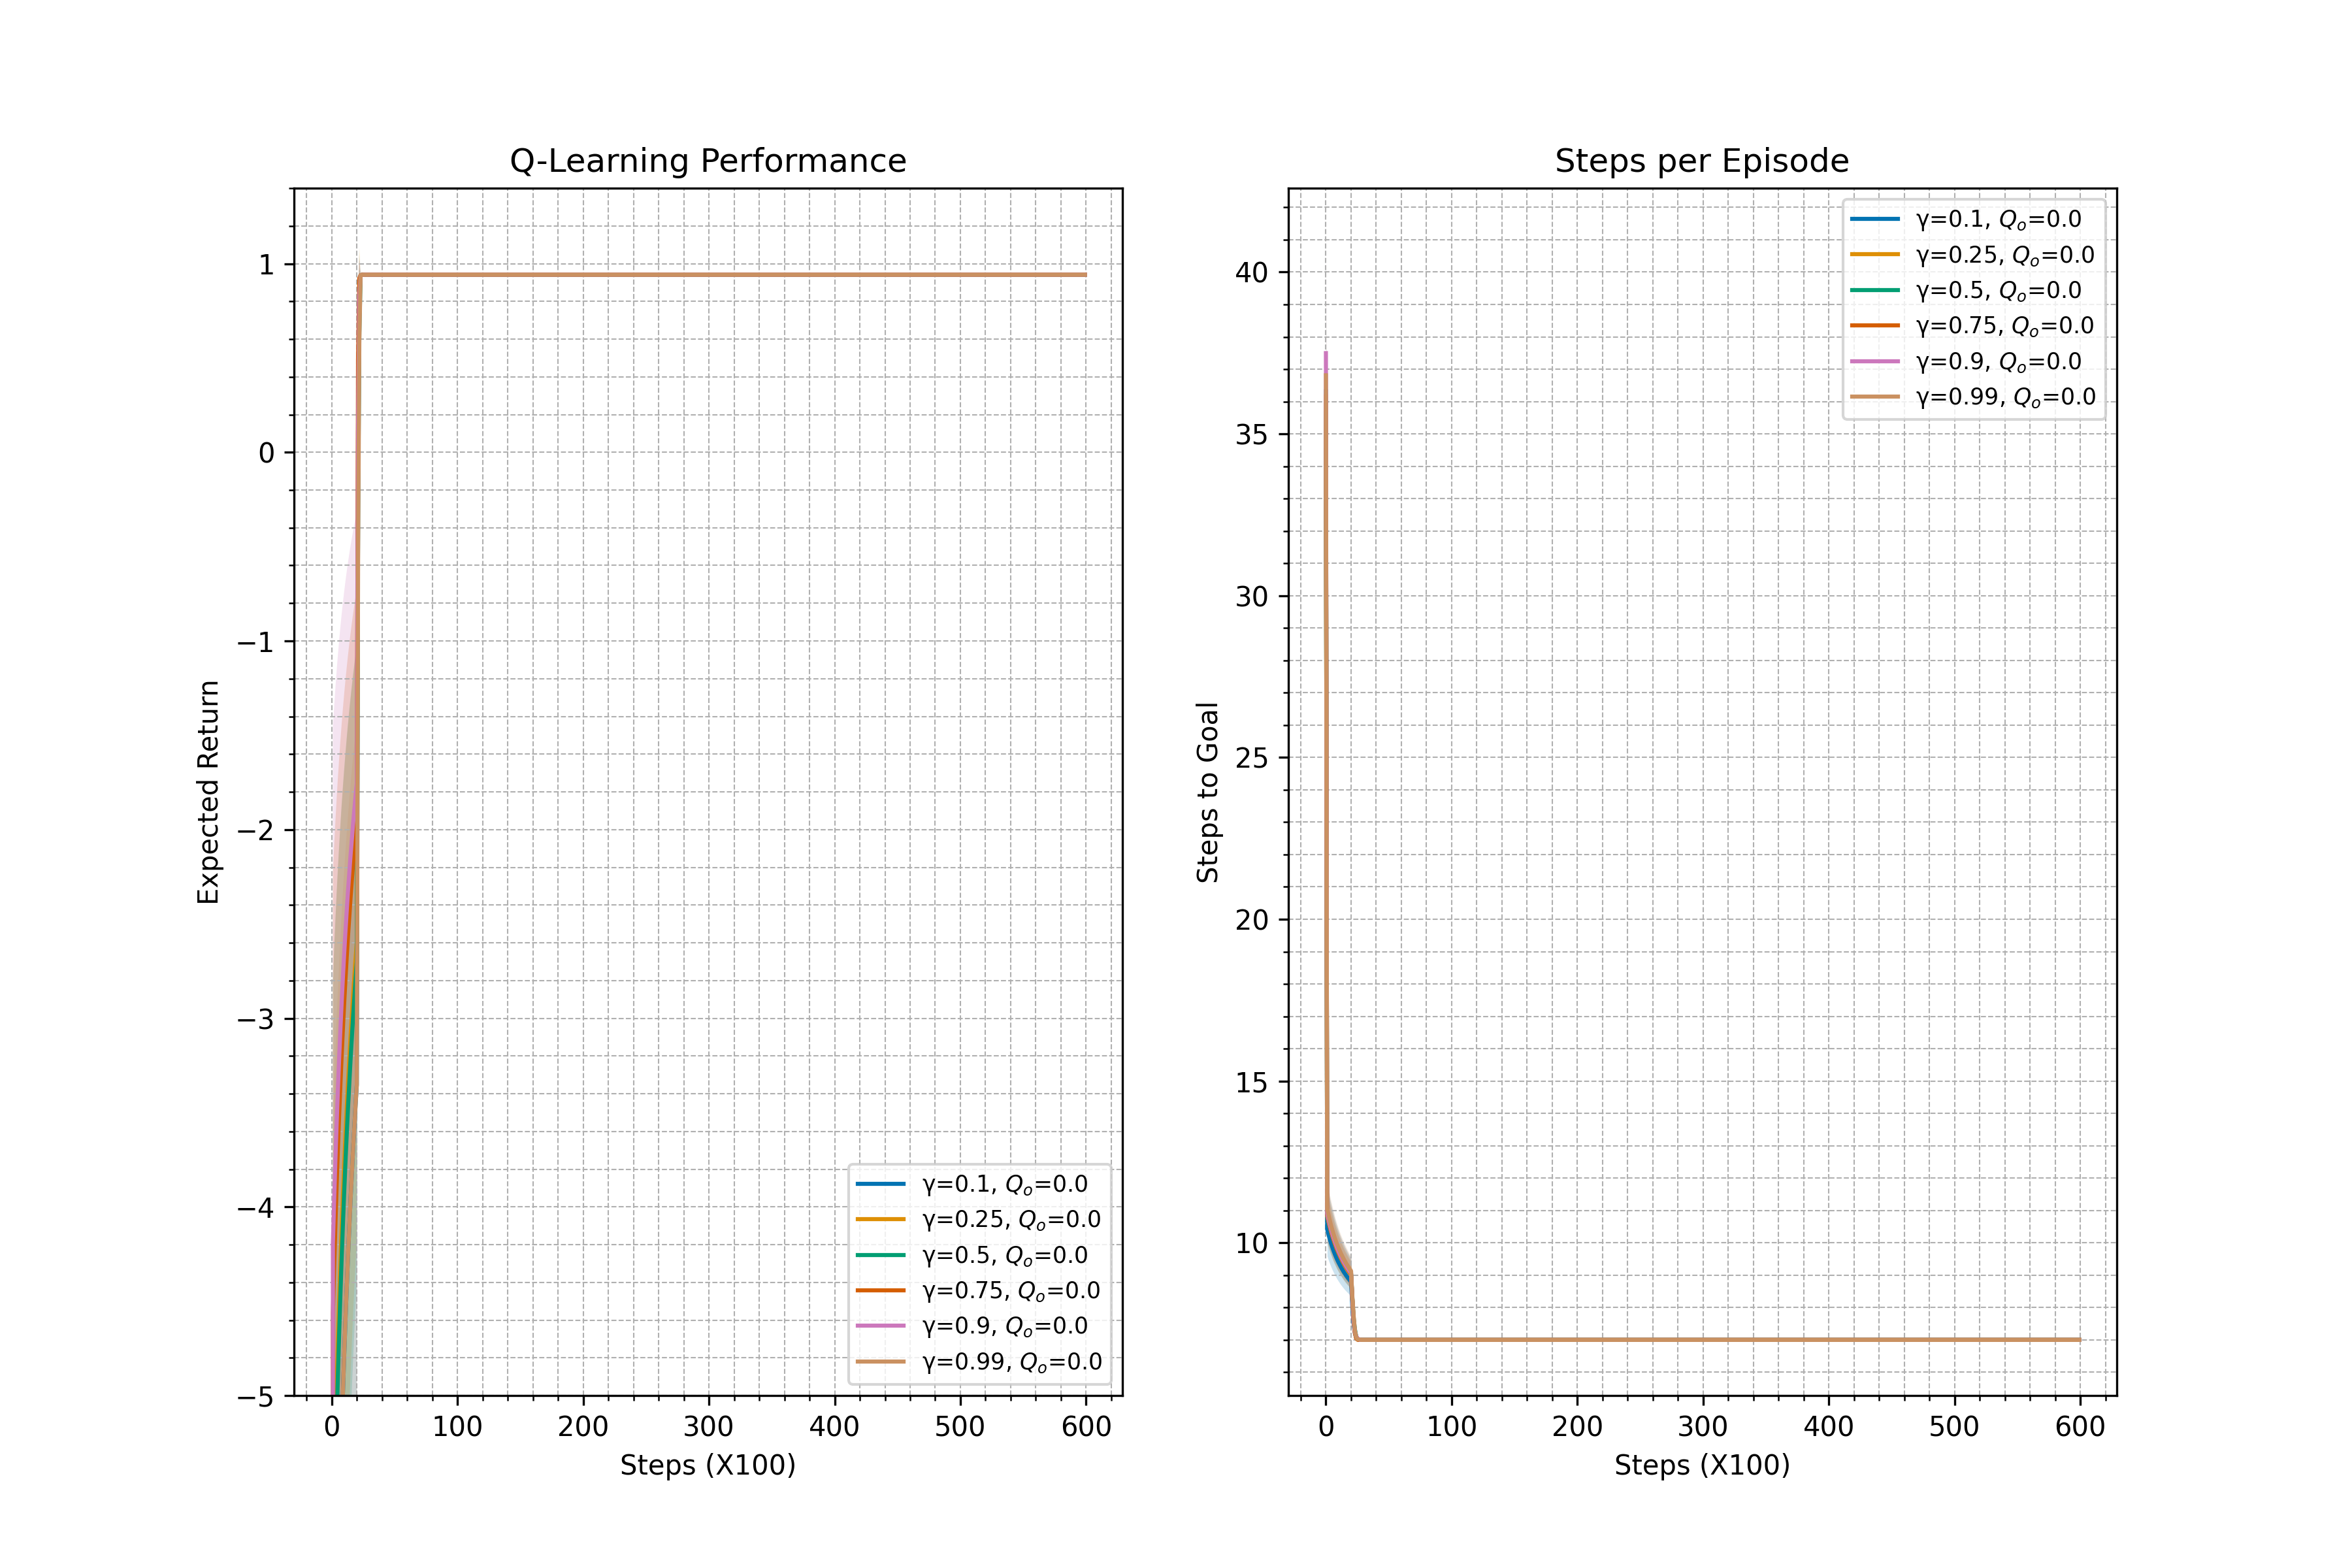 Q-Learning Performance
Expected Return
1
0
−1
−2
−3
−4
−5
0 100 200 300 400 500 600
Steps (X100)
γ=0.1, Qo=0.0
γ=0.25, Qo=0.0
γ=0.5, Qo=0.0
γ=0.75, Qo=0.0
γ=0.9, Qo=0.0
γ=0.99, Qo=0.0
Steps per Episode
Steps to Goal
40
35
30
25
20
15
10
0 100 200 300 400 500 600
Steps (X100)
γ=0.1, Qo=0.0
γ=0.25, Qo=0.0
γ=0.5, Qo=0.0
γ=0.75, Qo=0.0
γ=0.9, Qo=0.0
γ=0.99, Qo=0.0